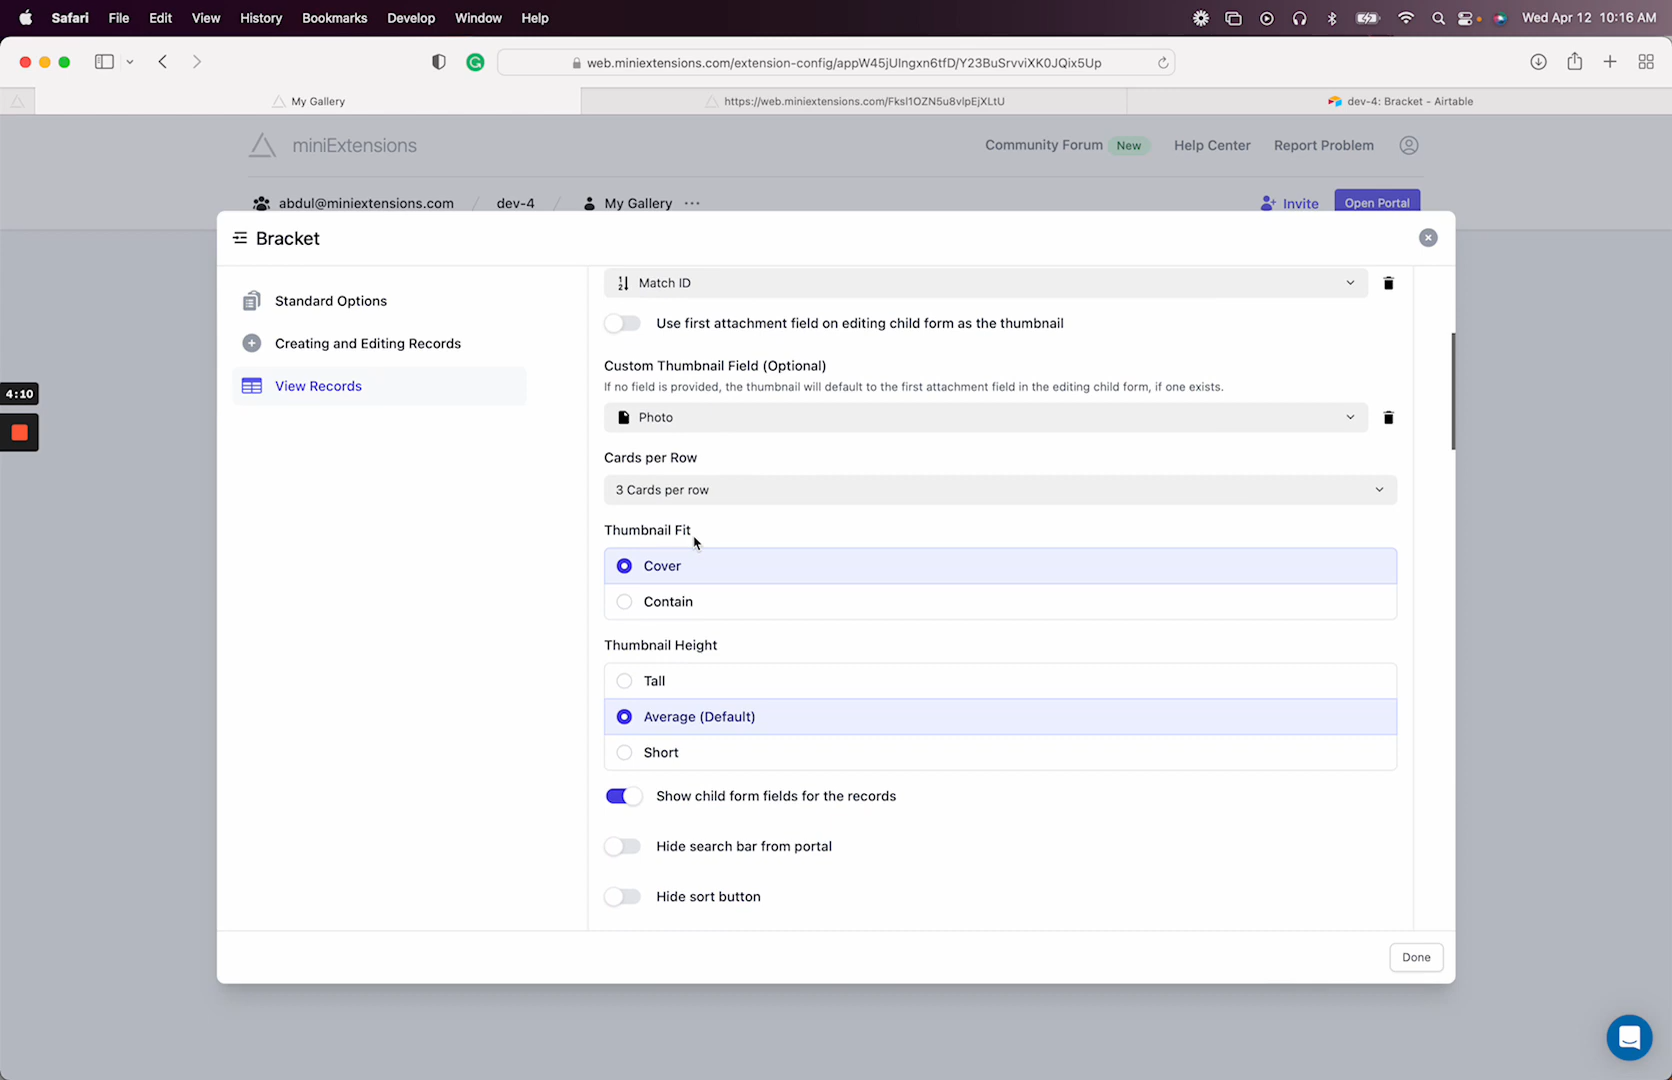 Safari File Edit View History Bookmarks Develop Window Help Wed Apr 12 10:16 AM
web.miniextensions.com/extension-config/appW45jUlngxn6tfD/Y23BuSrvviXK0JQix5Up
My Gallery
https://web.miniextensions.com/Fksl1OZN5u8vlpEjXLtU
dev-4: Bracket - Airtable
miniExtensions
Community Forum New Help Center Report Problem
abdul@miniextensions.com / dev-4 / My Gallery ···
Invite Open Portal
Bracket
Standard Options
Creating and Editing Records
View Records
4:10
Match ID
Use first attachment field on editing child form as the thumbnail
Custom Thumbnail Field (Optional)
If no field is provided, the thumbnail will default to the first attachment field in the editing child form, if one exists.
Photo
Cards per Row
3 Cards per row
Thumbnail Fit
Cover
Contain
Thumbnail Height
Tall
Average (Default)
Short
Show child form fields for the records
Hide search bar from portal
Hide sort button
Done